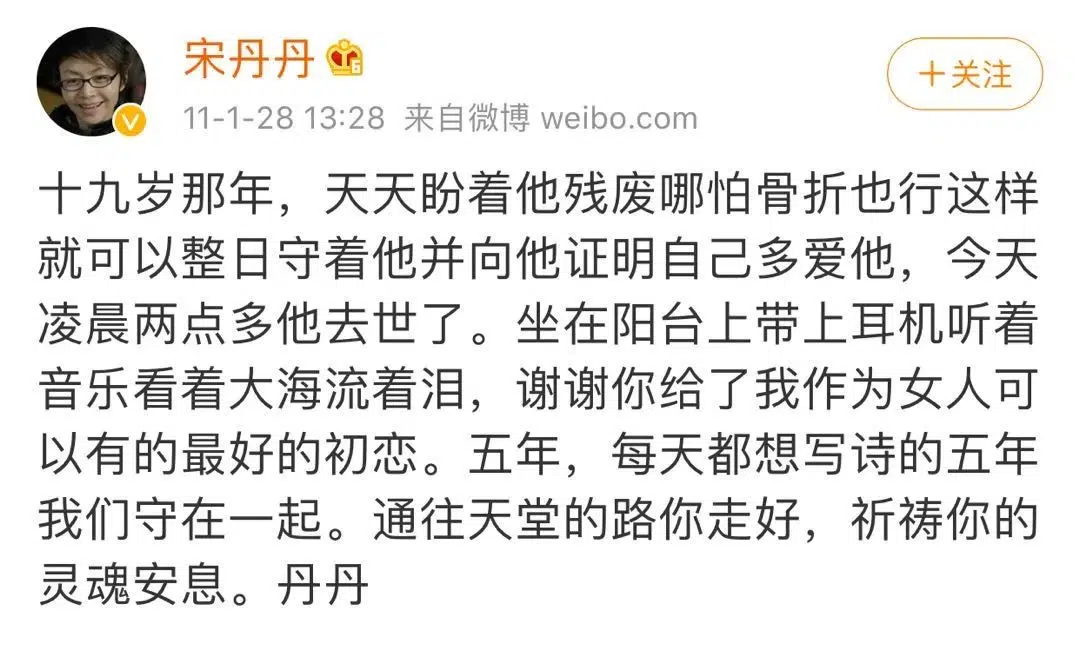 宋丹丹
6
11-1-28 13:28 来自微博 weibo.com
+关注
十九岁那年，天天盼着他残废哪怕骨折也行这样
就可以整日守着他并向他证明自己多爱他，今天
凌晨两点多他去世了。坐在阳台上带上耳机听着
音乐看着大海流着泪，谢谢你给了我作为女人可
以有的最好的初恋。五年，每天都想写诗的五年
我们守在一起。通往天堂的路你走好，祈祷你的
灵魂安息。丹丹